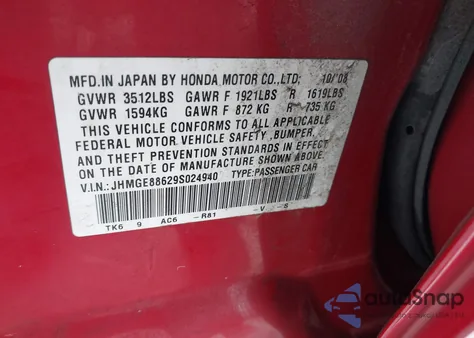 MFD. IN JAPAN BY HONDA MOTOR CO., LTD. 10/08
GVWR 3512LBS GAWR F 1921LBS R 1619LBS
GVWR 1594KG GAWR F 872 KG R 735 KG
THIS VEHICLE CONFORMS TO ALL APPLICABLE
FEDERAL MOTOR VEHICLE SAFETY, BUMPER,
AND THEFT PREVENTION STANDARDS IN EFFECT
ON THE DATE OF MANUFACTURE SHOWN ABOVE.
V.I.N.: JHMGE88629S024940 TYPE: PASSENGER CAR
TK6 9 AC6 -R81 -V -S
autoSnap